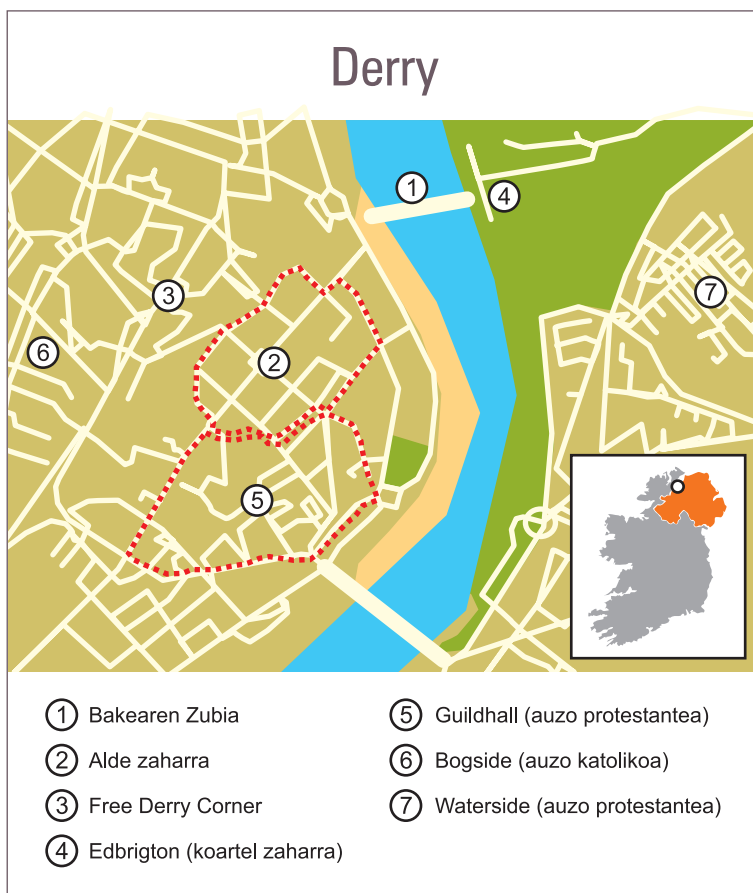 Derry
1
4
3
7
6
2
5
1 Bakearen Zubia
2 Alde zaharra
3 Free Derry Corner
4 Edbrigton (koartel zaharra)
5 Guildhall (auzo protestantea)
6 Bogside (auzo katolikoa)
7 Waterside (auzo protestantea)